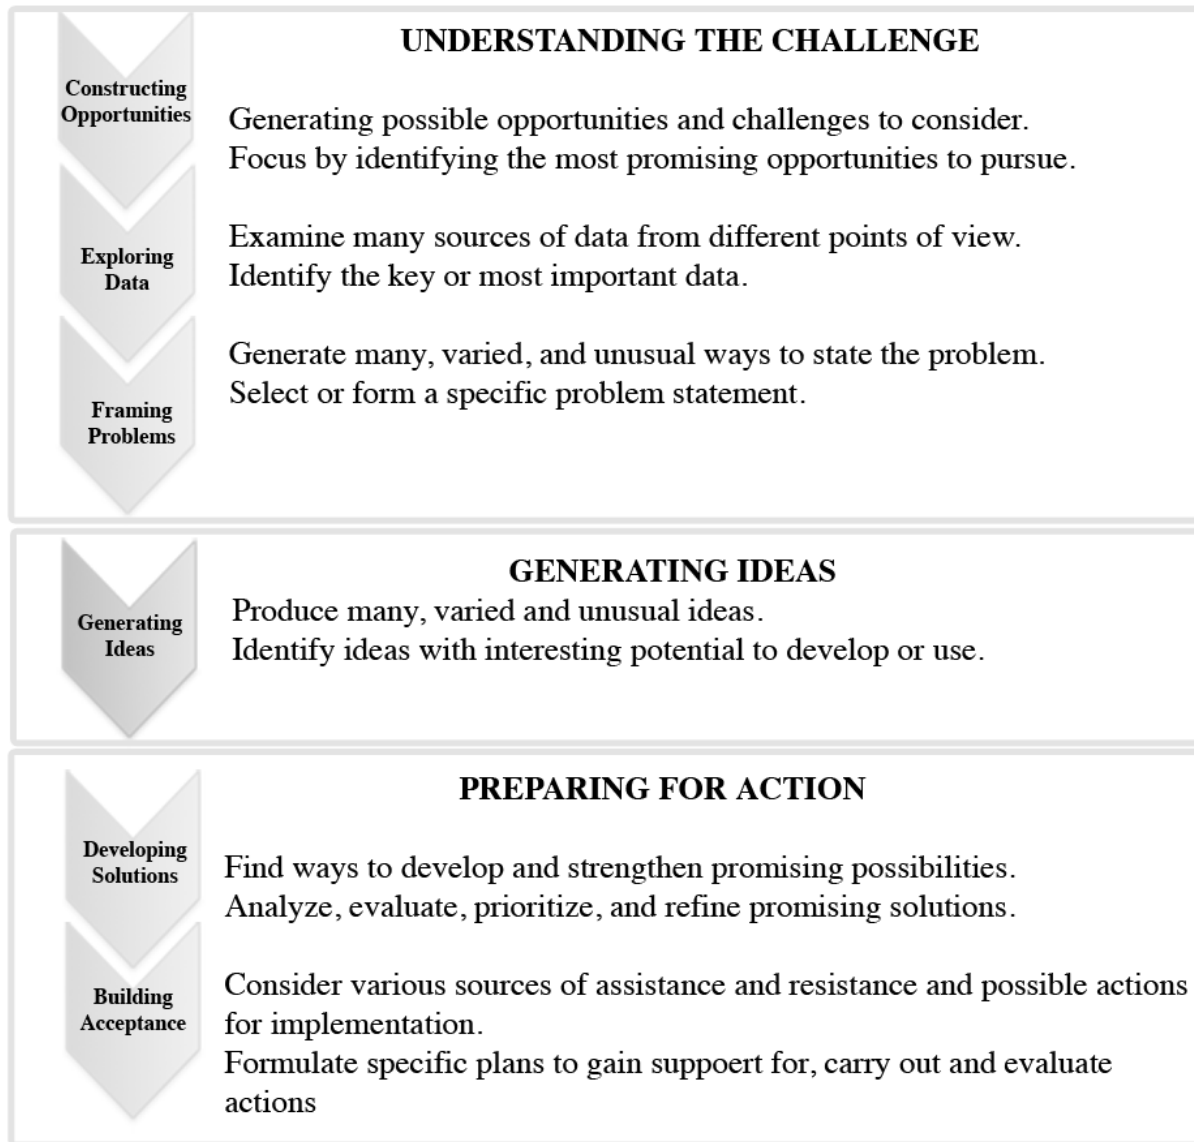 UNDERSTANDING THE CHALLENGE
Constructing
Opportunities
Generating possible opportunities and challenges to consider.
Focus by identifying the most promising opportunities to pursue.
Exploring
Data
Examine many sources of data from different points of view.
Identify the key or most important data.
Framing
Problems
Generate many, varied, and unusual ways to state the problem.
Select or form a specific problem statement.
GENERATING IDEAS
Generating
Ideas
Produce many, varied and unusual ideas.
Identify ideas with interesting potential to develop or use.
PREPARING FOR ACTION
Developing
Solutions
Find ways to develop and strengthen promising possibilities.
Analyze, evaluate, prioritize, and refine promising solutions.
Building
Acceptance
Consider various sources of assistance and resistance and possible actions
for implementation.
Formulate specific plans to gain suppoert for, carry out and evaluate
actions